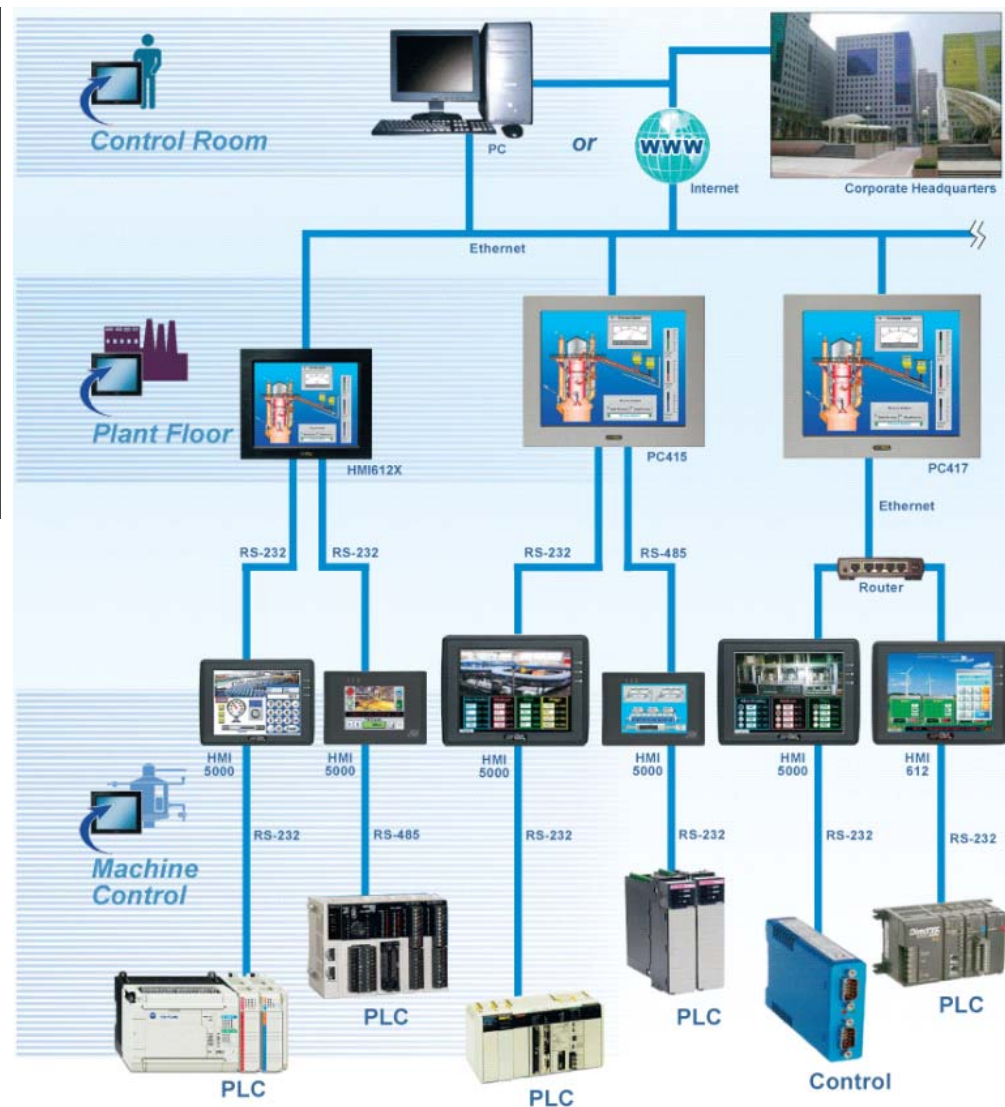 Control Room
PC
or
www
Internet
Corporate Headquarters
Ethernet
Plant Floor
HMI612X
PC415
PC417
Ethernet
RS-232
RS-232
RS-232
RS-485
Router
HMI
5000
HMI
5000
HMI
5000
HMI
5000
HMI
5000
HMI
612
RS-232
RS-485
RS-232
RS-232
RS-232
RS-232
Machine
Control
PLC
PLC
PLC
PLC
Control
PLC